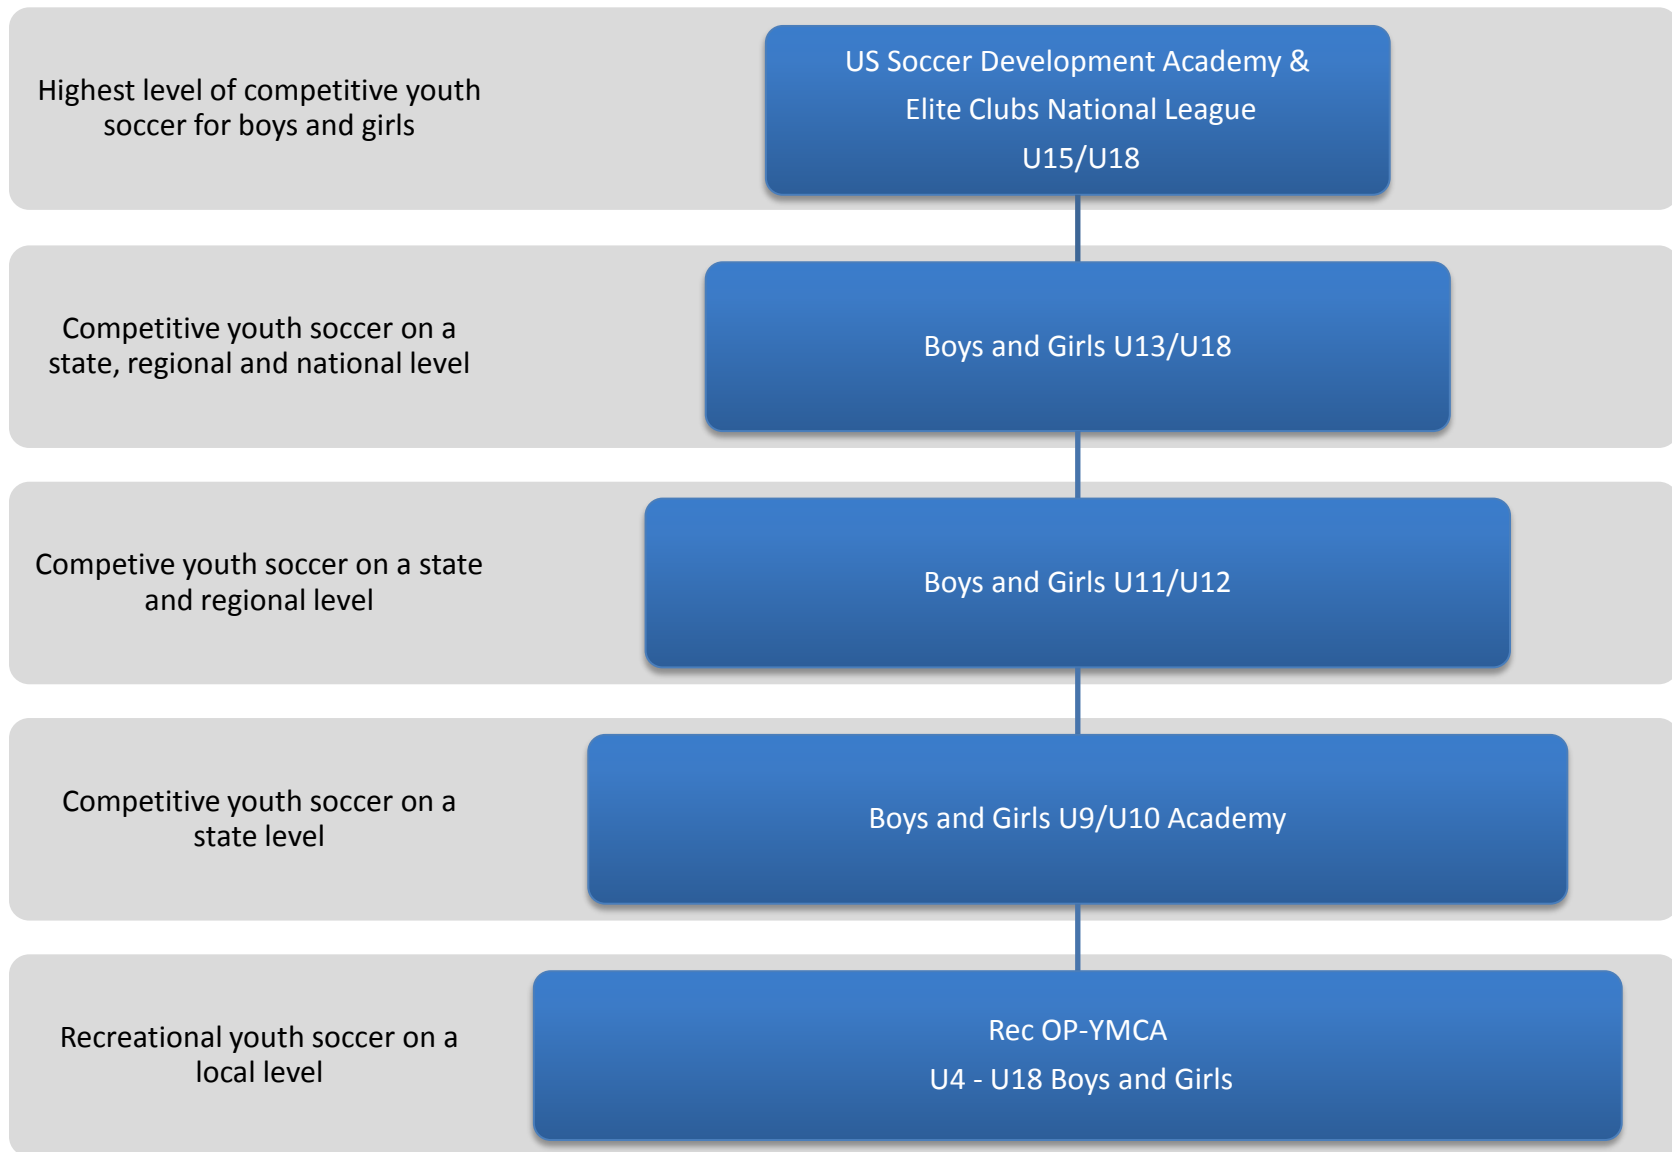 Highest level of competitive youth
soccer for boys and girls
US Soccer Development Academy &
Elite Clubs National League
U15/U18
Competitive youth soccer on a
state, regional and national level
Boys and Girls U13/U18
Competive youth soccer on a state
and regional level
Boys and Girls U11/U12
Competitive youth soccer on a
state level
Boys and Girls U9/U10 Academy
Recreational youth soccer on a
local level
Rec OP-YMCA
U4 - U18 Boys and Girls